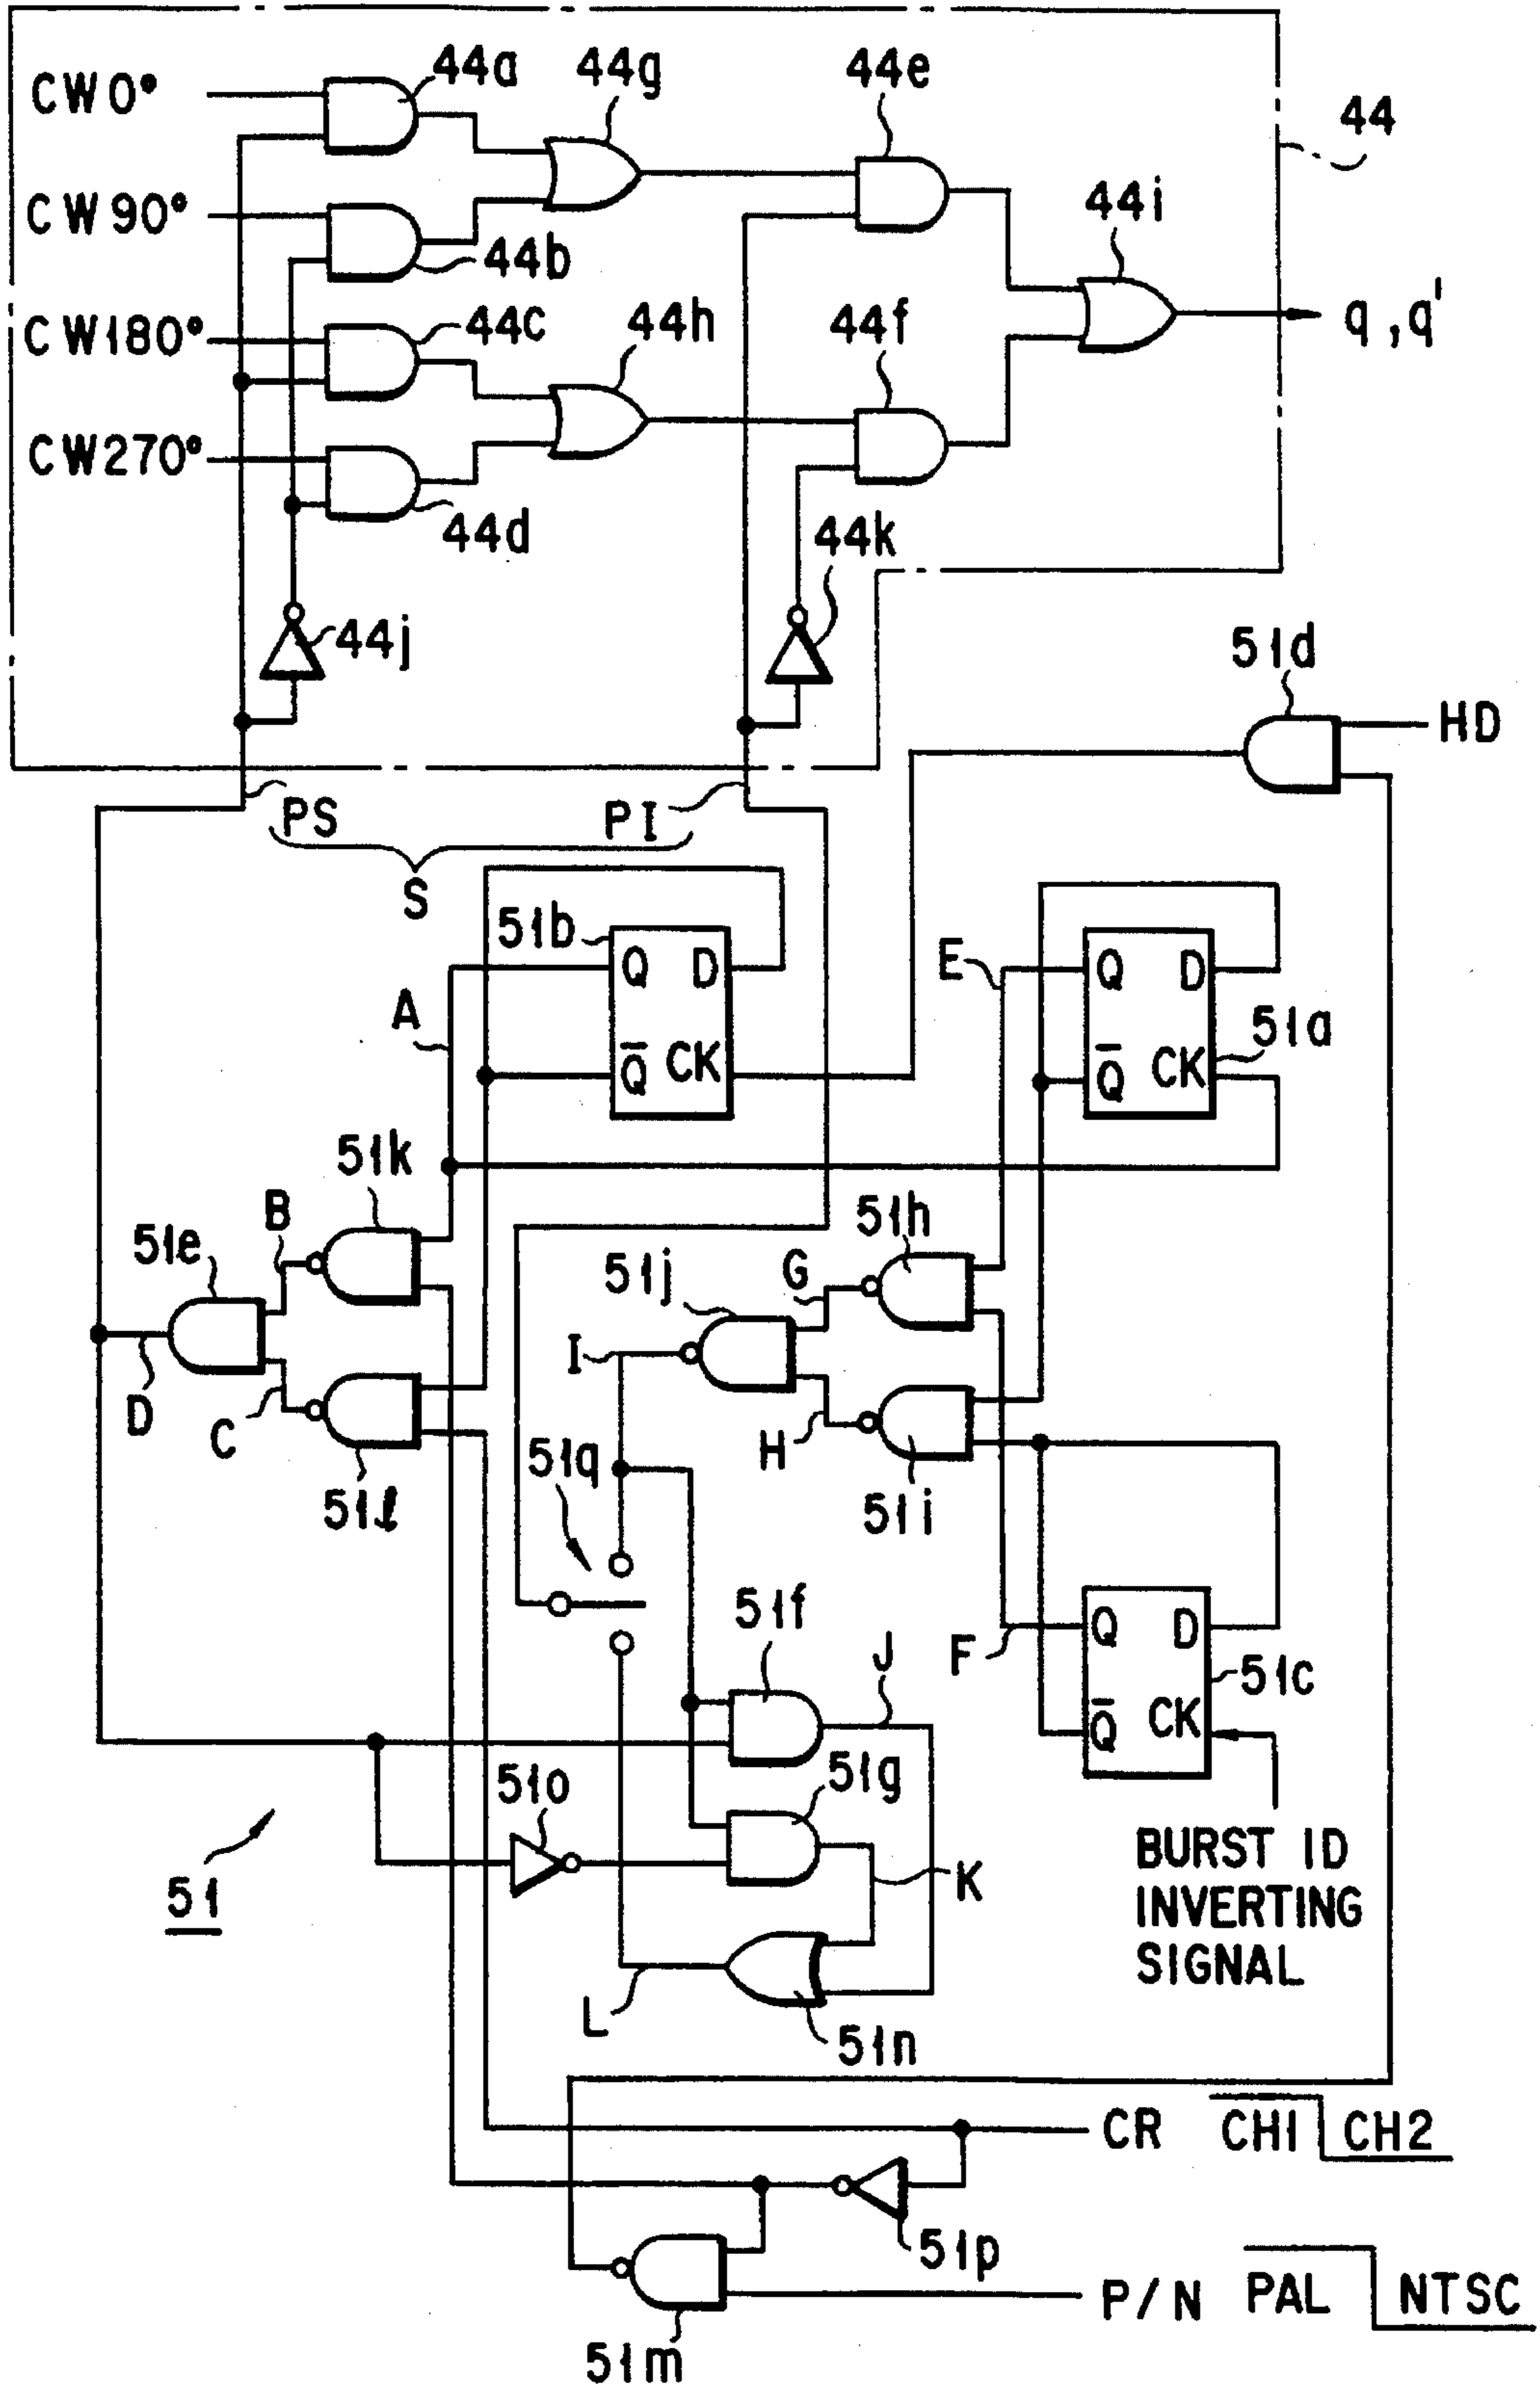 CW0°
44a
44g
44e
44
CW90°
44b
44i
q,q'
CW180°
44c
44h
44f
CW270°
44d
44k
44j
51d
HD
PS
PI
S
51b
Q
D
Q̅
CK
E
Q
D
Q̅
CK
51a
A
51k
B
51e
51h
51j
G
I
D
C
H
51q
51l
51i
51f
J
F
Q
D
Q̅
CK
51c
51g
51o
K
BURST ID
INVERTING
SIGNAL
51
L
51n
CR
CH1
CH2
51p
P/N
PAL
NTSC
51m